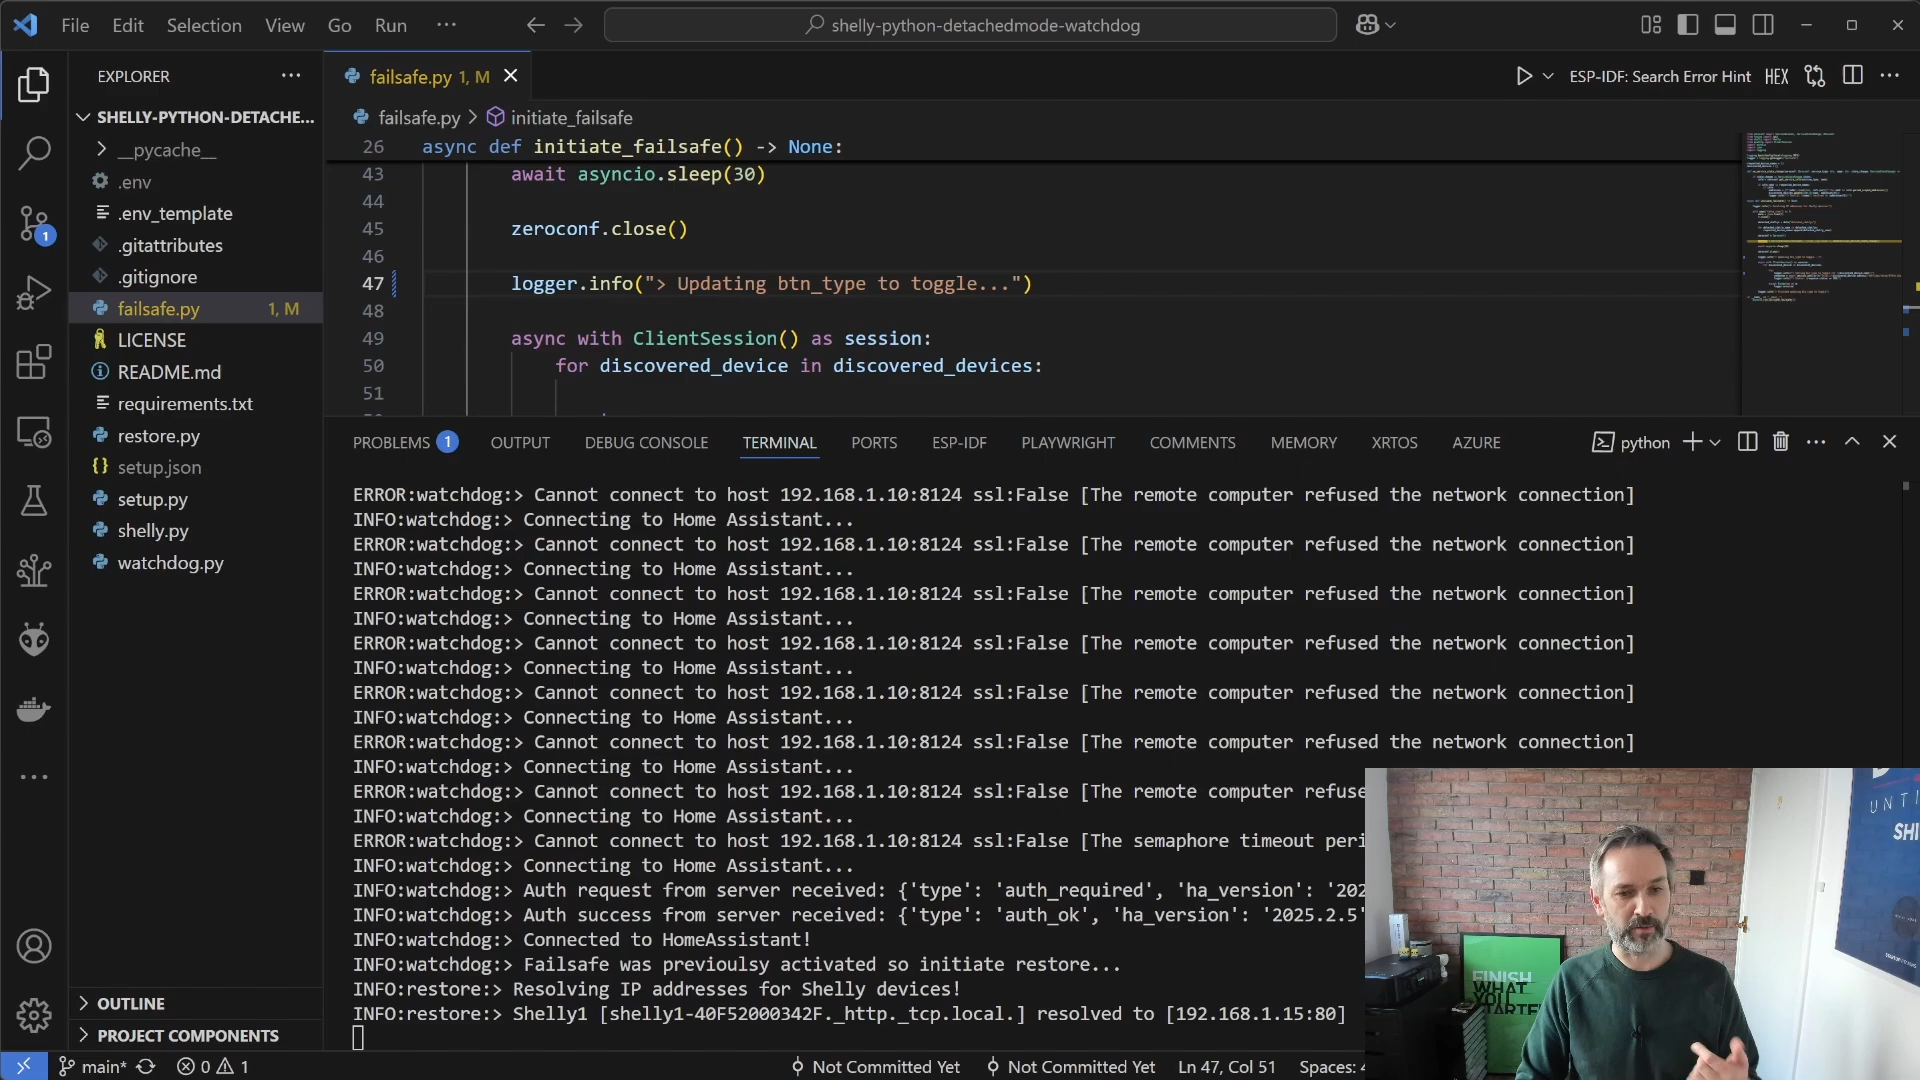 File Edit Selection View Go Run ···
shelly-python-detachedmode-watchdog
EXPLORER
SHELLY-PYTHON-DETACHE...
__pycache__
.env
.env_template
.gitattributes
.gitignore
failsafe.py 1, M
LICENSE
README.md
requirements.txt
restore.py
setup.json
setup.py
shelly.py
watchdog.py
OUTLINE
PROJECT COMPONENTS
1
failsafe.py 1, M
ESP-IDF: Search Error Hint HEX
failsafe.py > initiate_failsafe
26 async def initiate_failsafe() -> None:
43 await asyncio.sleep(30)
44
45 zeroconf.close()
46
47 logger.info("> Updating btn_type to toggle...")
48
49 async with ClientSession() as session:
50 for discovered_device in discovered_devices:
51
PROBLEMS 1 OUTPUT DEBUG CONSOLE TERMINAL PORTS ESP-IDF PLAYWRIGHT COMMENTS MEMORY XRTOS AZURE
python
ERROR:watchdog:> Cannot connect to host 192.168.1.10:8124 ssl:False [The remote computer refused the network connection]
INFO:watchdog:> Connecting to Home Assistant...
ERROR:watchdog:> Cannot connect to host 192.168.1.10:8124 ssl:False [The remote computer refused the network connection]
INFO:watchdog:> Connecting to Home Assistant...
ERROR:watchdog:> Cannot connect to host 192.168.1.10:8124 ssl:False [The remote computer refused the network connection]
INFO:watchdog:> Connecting to Home Assistant...
ERROR:watchdog:> Cannot connect to host 192.168.1.10:8124 ssl:False [The remote computer refused the network connection]
INFO:watchdog:> Connecting to Home Assistant...
ERROR:watchdog:> Cannot connect to host 192.168.1.10:8124 ssl:False [The remote computer refused the network connection]
INFO:watchdog:> Connecting to Home Assistant...
ERROR:watchdog:> Cannot connect to host 192.168.1.10:8124 ssl:False [The remote computer refused the network connection]
INFO:watchdog:> Connecting to Home Assistant...
ERROR:watchdog:> Cannot connect to host 192.168.1.10:8124 ssl:False [The remote computer refuse
INFO:watchdog:> Connecting to Home Assistant...
ERROR:watchdog:> Cannot connect to host 192.168.1.10:8124 ssl:False [The semaphore timeout peri
INFO:watchdog:> Connecting to Home Assistant...
INFO:watchdog:> Auth request from server received: {'type': 'auth_required', 'ha_version': '202
INFO:watchdog:> Auth success from server received: {'type': 'auth_ok', 'ha_version': '2025.2.5'
INFO:watchdog:> Connected to HomeAssistant!
INFO:watchdog:> Failsafe was previoulsy activated so initiate restore...
INFO:restore:> Resolving IP addresses for Shelly devices!
INFO:restore:> Shelly1 [shelly1-40F52000342F._http._tcp.local.] resolved to [192.168.1.15:80]
UNTI
SHI
FINISH
WHAT
YOU
STARTE
main* 0 1 Not Committed Yet Not Committed Yet Ln 47, Col 51 Spaces: 4